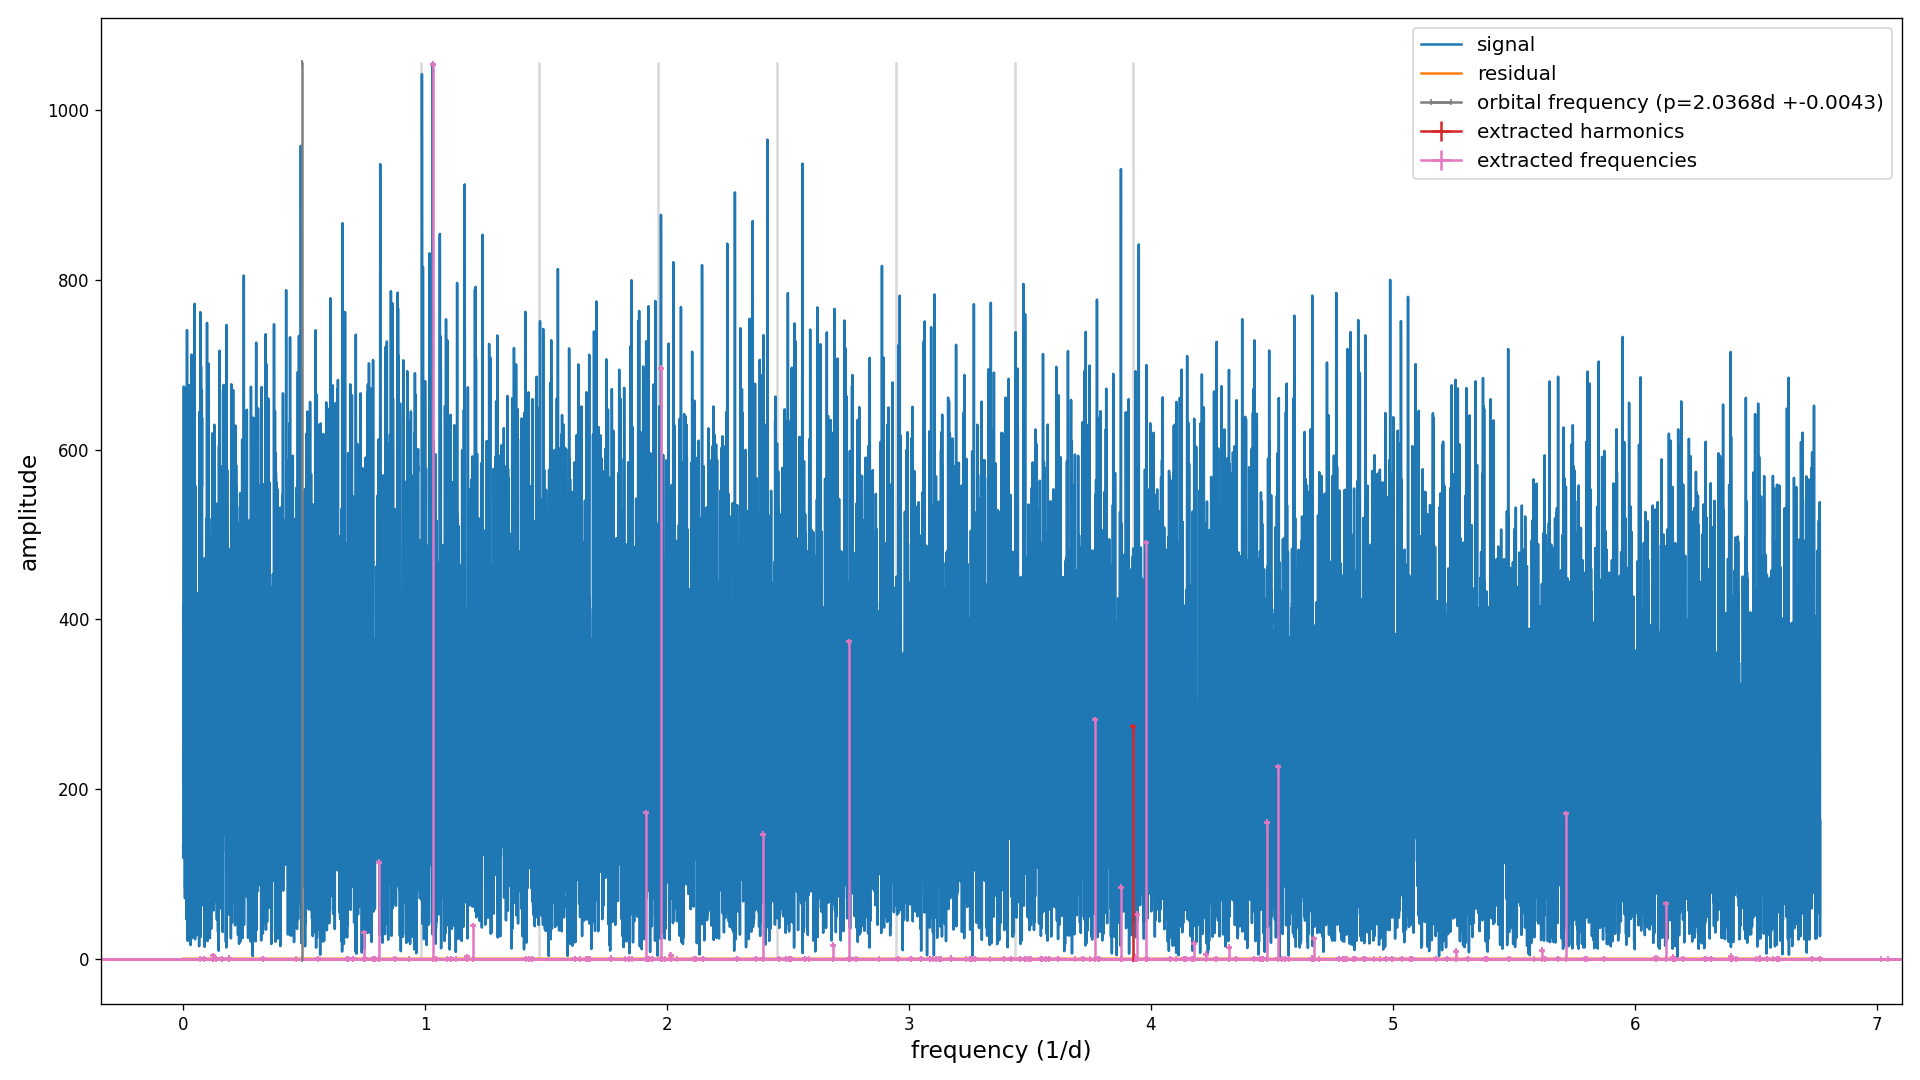 signal
residual
orbital frequency (p=2.0368d +-0.0043)
extracted harmonics
extracted frequencies
amplitude
1000
800
600
400
200
0
0 1 2 3 4 5 6 7
frequency (1/d)